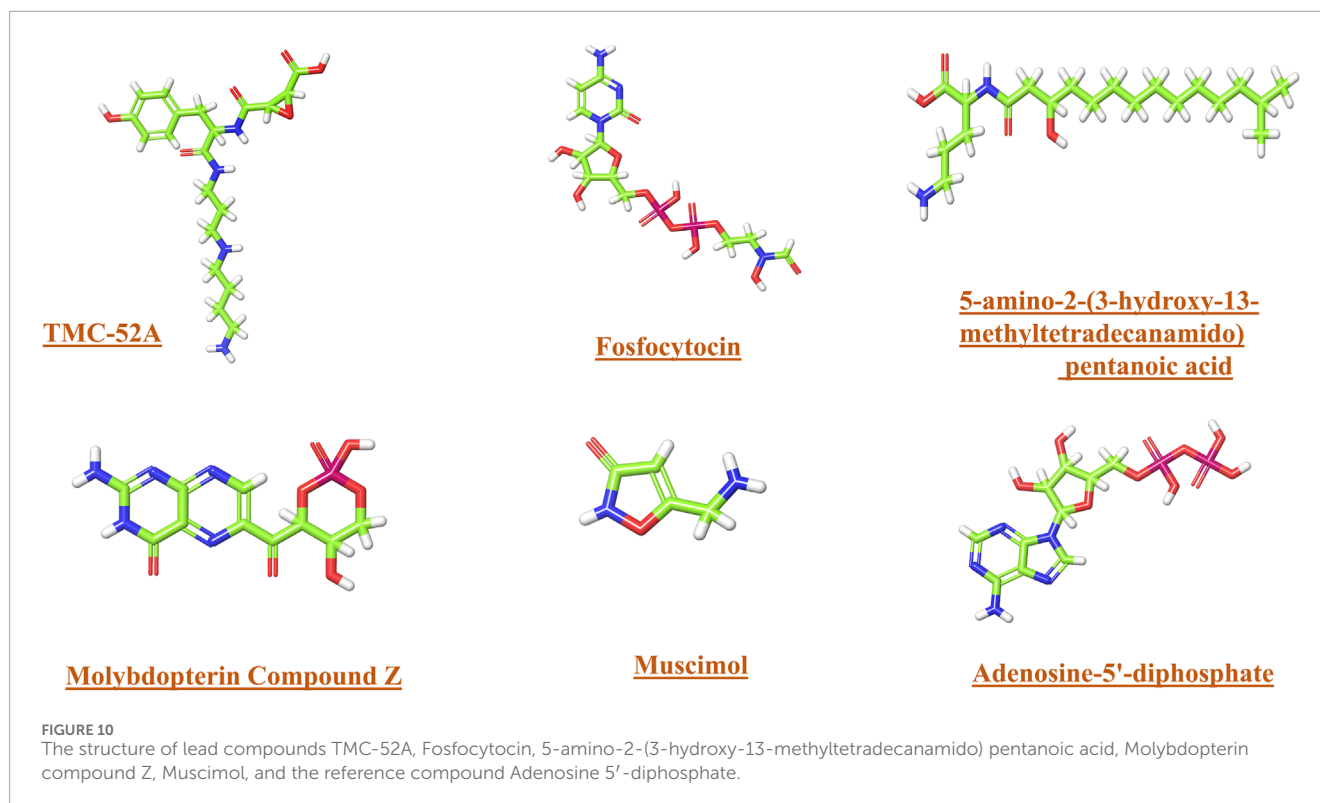 TMC-52A
Fosfocytocin
5-amino-2-(3-hydroxy-13-
methyltetradecanamido)
pentanoic acid
Molybdopterin Compound Z
Muscimol
Adenosine-5'-diphosphate
FIGURE 10
The structure of lead compounds TMC-52A, Fosfocytocin, 5-amino-2-(3-hydroxy-13-methyltetradecanamido) pentanoic acid, Molybdopterin
compound Z, Muscimol, and the reference compound Adenosine 5′-diphosphate.